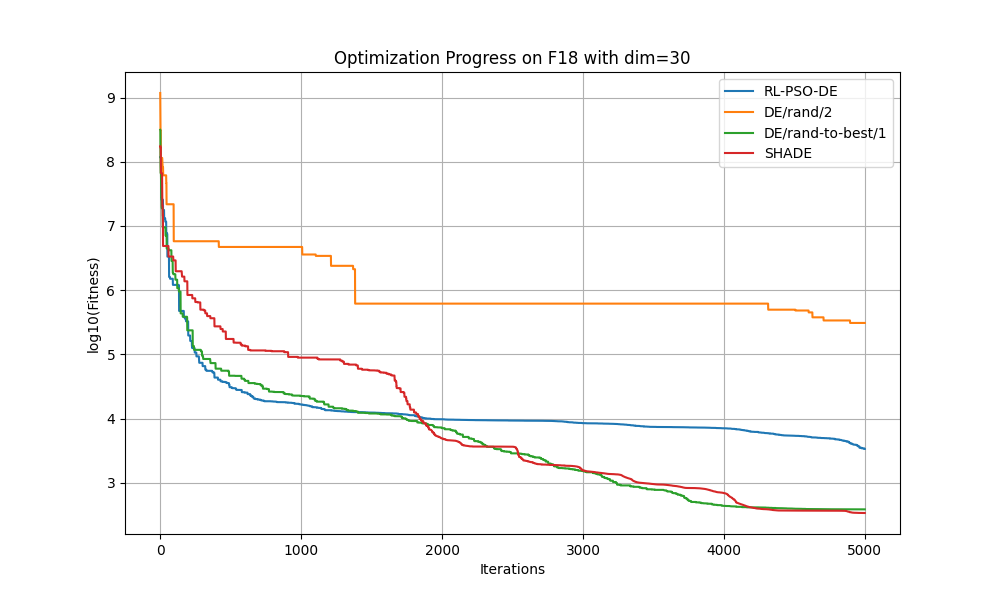 Optimization Progress on F18 with dim=30
RL-PSO-DE
DE/rand/2
DE/rand-to-best/1
SHADE
log10(Fitness)
9
8
7
6
5
4
3
0
1000
2000
3000
4000
5000
Iterations